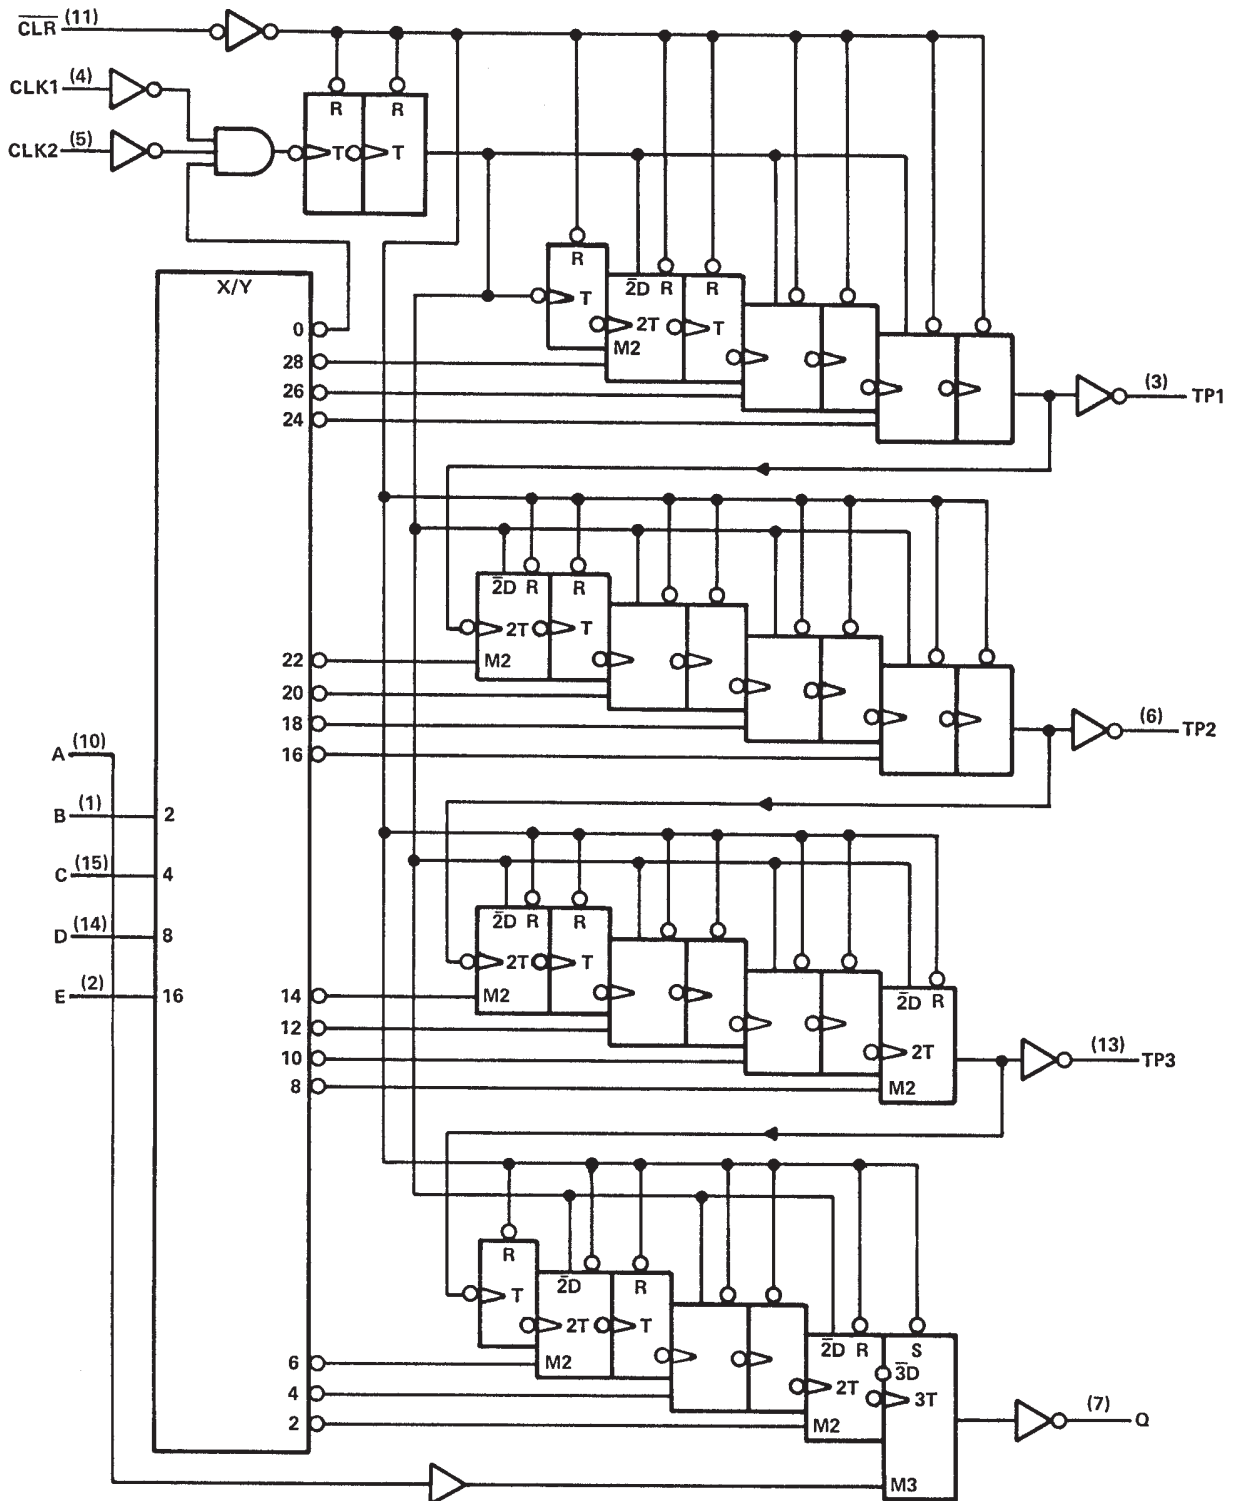 CLR (11)
CLK1 (4)
CLK2 (5)
R R
T T
X/Y
R
T
2D R R
2T T
M2
0
28
26
24
(3) TP1
2D R R
2T T
M2
22
20
18
16
(6) TP2
A (10)
B (1) 2
C (15) 4
D (14) 8
E (2) 16
2D R R
2T T
M2
14
12
10
8
2D R
2T
M2
(13) TP3
R
T
2D R
2T T
M2
6
4
2
2D R S
3D
2T 3T
M2
M3
(7) Q